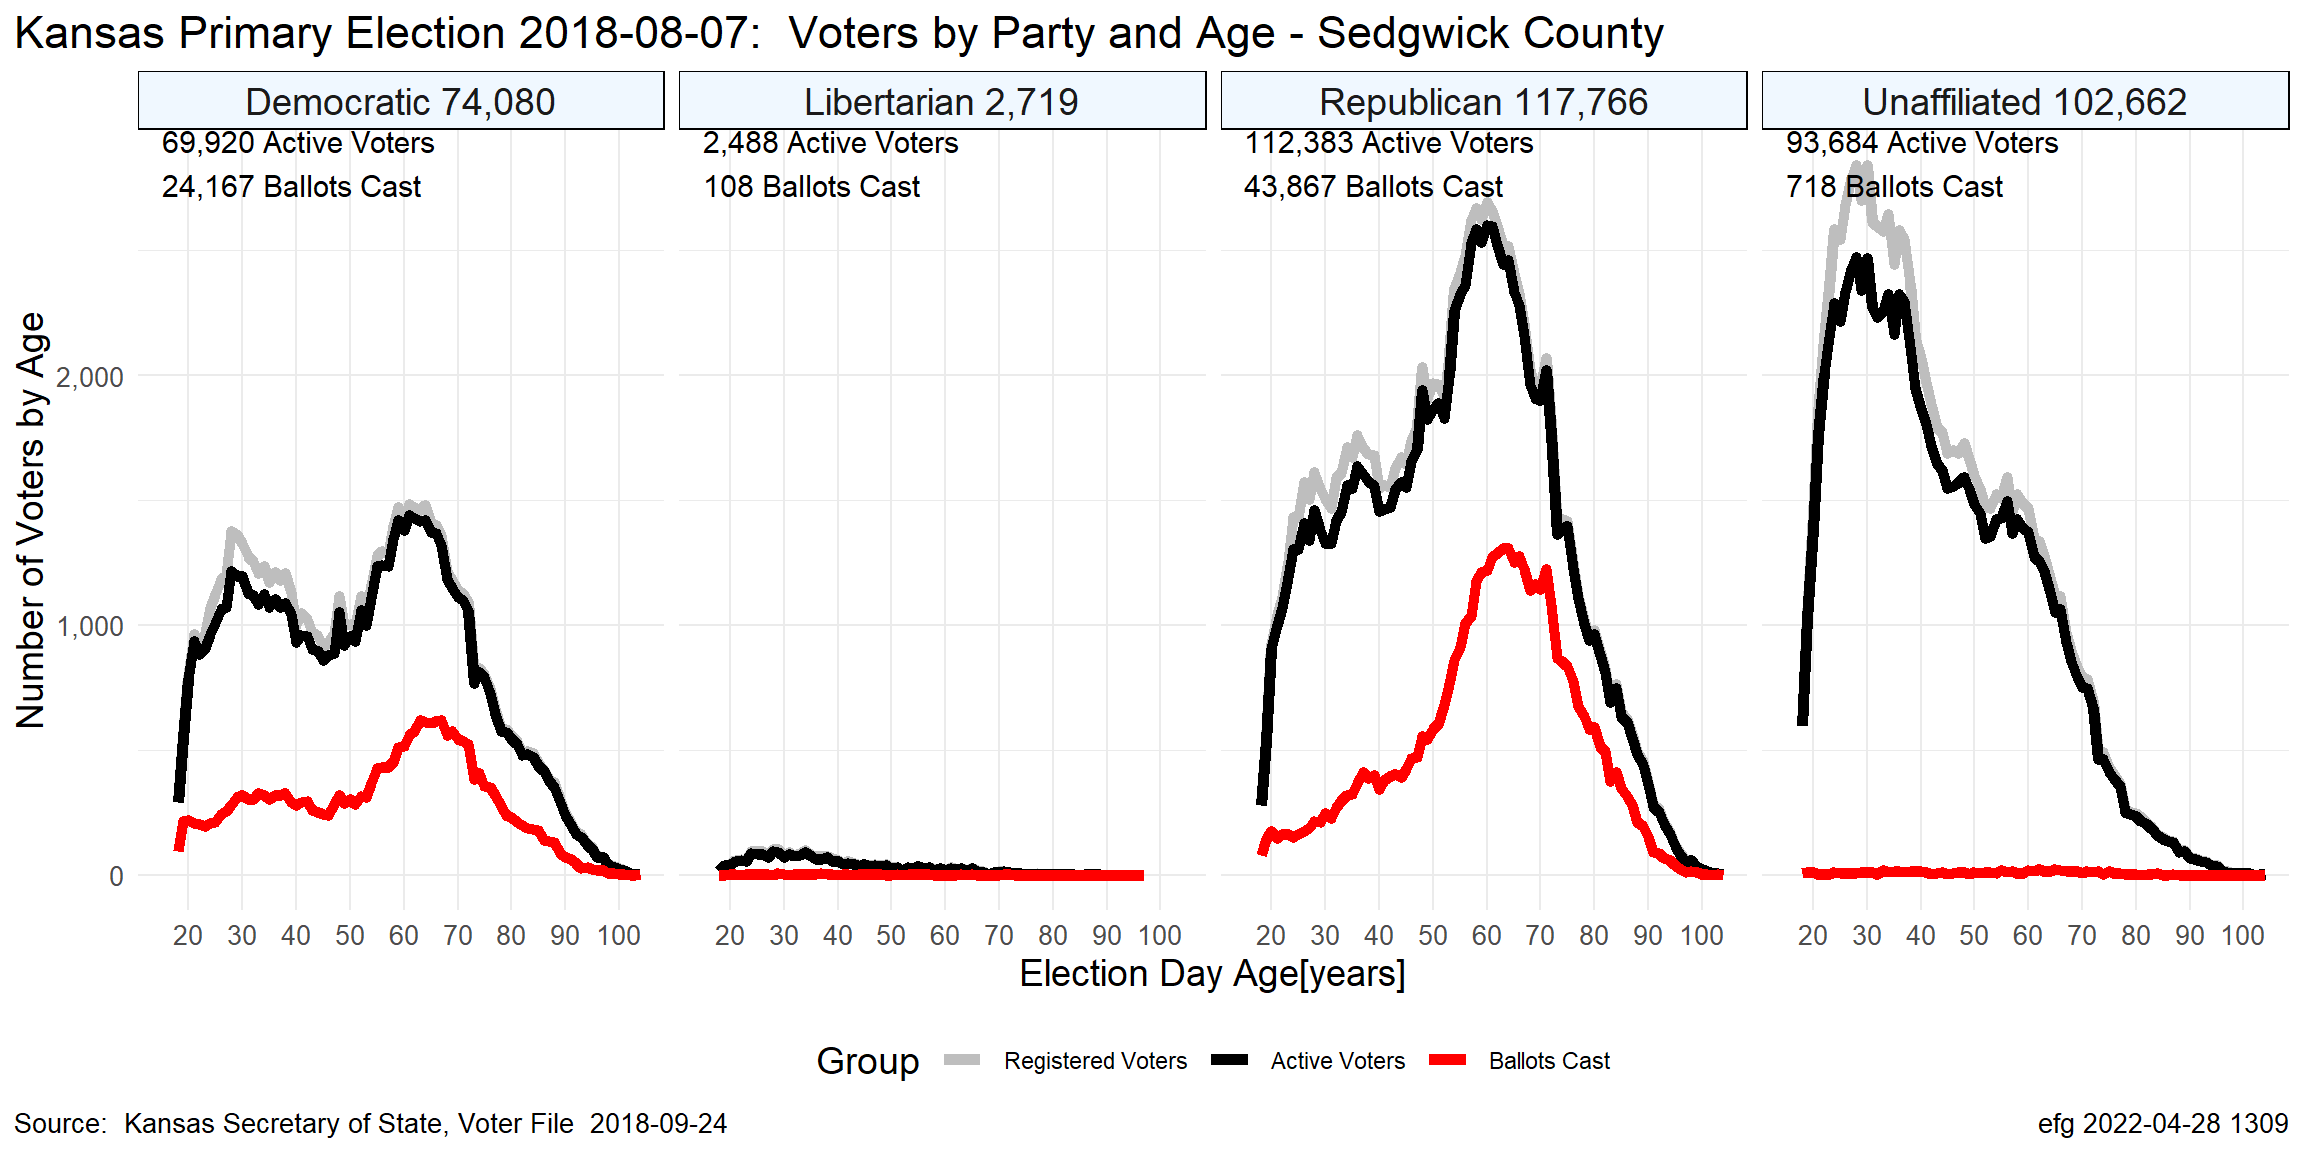 Kansas Primary Election 2018-08-07:  Voters by Party and Age - Sedgwick County
Democratic 74,080
Libertarian 2,719
Republican 117,766
Unaffiliated 102,662
69,920 Active Voters
24,167 Ballots Cast
2,488 Active Voters
108 Ballots Cast
112,383 Active Voters
43,867 Ballots Cast
93,684 Active Voters
718 Ballots Cast
Number of Voters by Age
2,000
1,000
0
20 30 40 50 60 70 80 90 100
20 30 40 50 60 70 80 90 100
20 30 40 50 60 70 80 90 100
20 30 40 50 60 70 80 90 100
Election Day Age[years]
Group Registered Voters Active Voters Ballots Cast
Source:  Kansas Secretary of State, Voter File  2018-09-24
efg 2022-04-28 1309